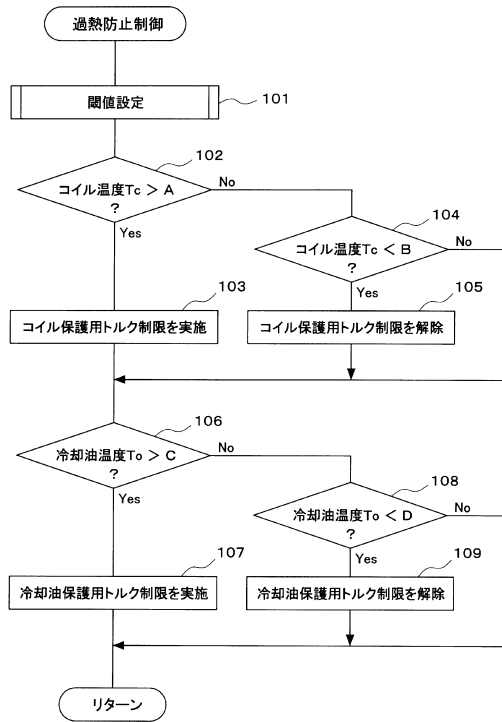 過熱防止制御
閾値設定
101
102
コイル温度Tc > A
?
No
Yes
104
コイル温度Tc < B
?
No
Yes
103
コイル保護用トルク制限を実施
105
コイル保護用トルク制限を解除
106
冷却油温度To > C
?
No
Yes
108
冷却油温度To < D
?
No
Yes
107
冷却油保護用トルク制限を実施
109
冷却油保護用トルク制限を解除
リターン